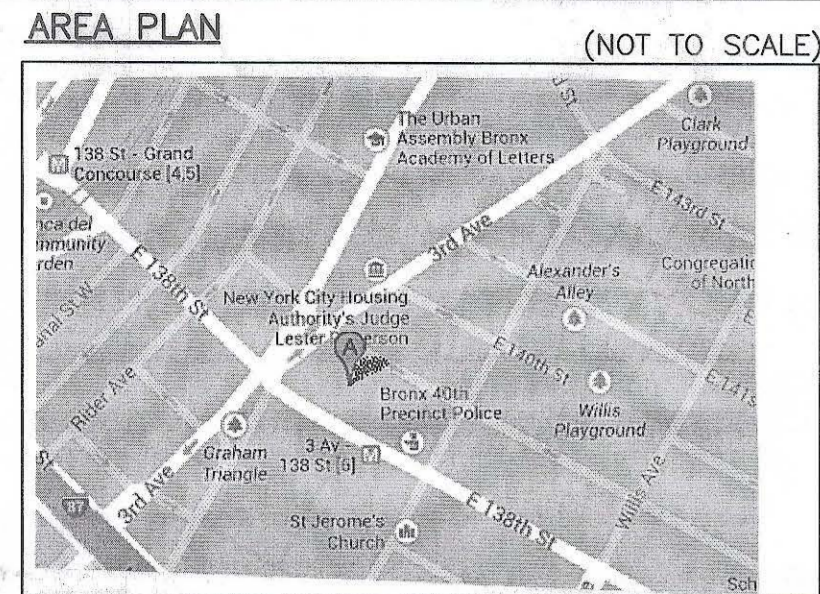 AREA PLAN
(NOT TO SCALE)
The Urban
Assembly Bronx
Academy of Letters
Clark
Playground
138 St - Grand
Concourse [4,5]
E 143rd St
3rd Ave
E 138th St
Alexander's
Alley
Congregatio
of North
New York City Housing
Authority's Judge
Lester
A
E 140th St
Bronx 40th
Precinct Police
Willis
Playground
Rider Ave
Graham
Triangle
3 Av -
138 St [6]
M
Willis Ave
3rd Ave
87
E 138th St
St Jerome's
Church
Sch